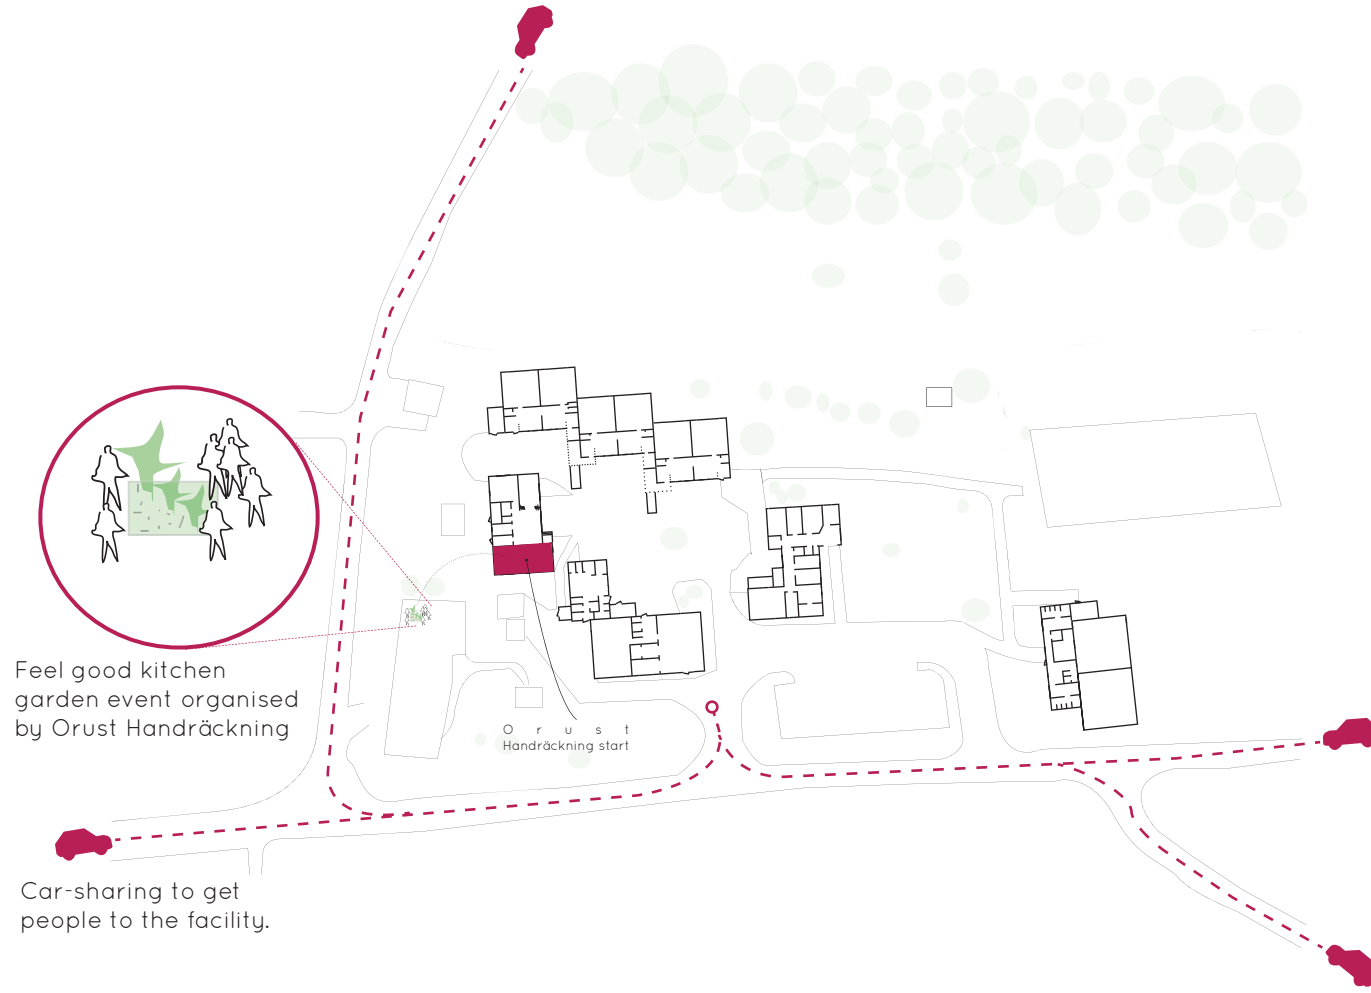 Feel good kitchen
garden event organised
by Orust Handräckning
O r u s t
Handräckning start
Car-sharing to get
people to the facility.